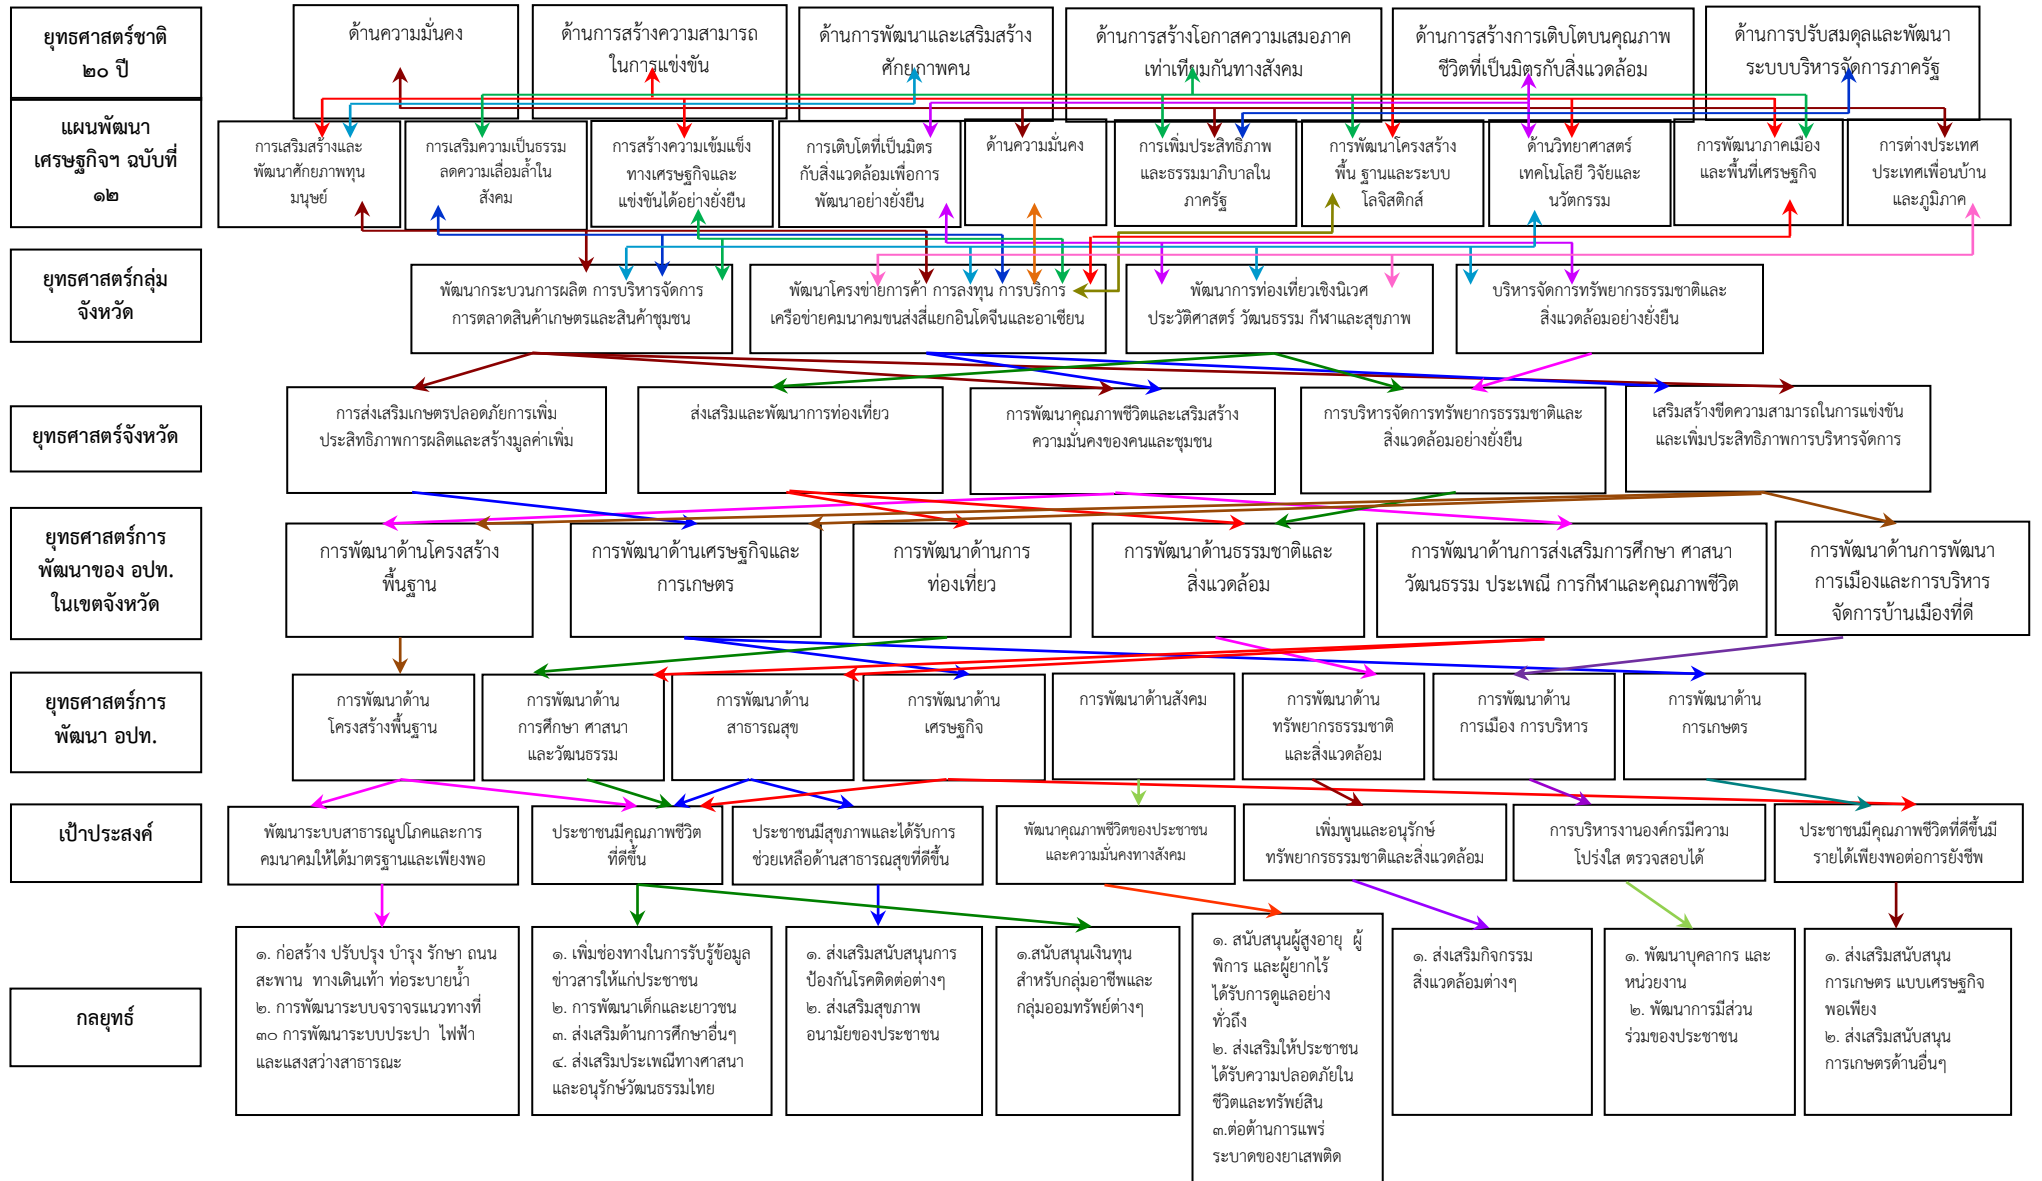 ยุทธศาสตร์ชาติ
๒๐ ปี
ด้านความมั่นคง
ด้านการสร้างความสามารถ
ในการแข่งขัน
ด้านการพัฒนาและเสริมสร้าง
ศักยภาพคน
ด้านการสร้างโอกาสความเสมอภาค
เท่าเทียมกันทางสังคม
ด้านการสร้างการเติบโตบนคุณภาพ
ชีวิตที่เป็นมิตรกับสิ่งแวดล้อม
ด้านการปรับสมดุลและพัฒนา
ระบบบริหารจัดการภาครัฐ
แผนพัฒนา
เศรษฐกิจฯ ฉบับที่
๑๒
การเสริมสร้างและ
พัฒนาศักยภาพทุน
มนุษย์
การเสริมความเป็นธรรม
ลดความเลื่อมล้ำใน
สังคม
การสร้างความเข้มแข็ง
ทางเศรษฐกิจและ
แข่งขันได้อย่างยั่งยืน
การเติบโตที่เป็นมิตร
กับสิ่งแวดล้อมเพื่อการ
พัฒนาอย่างยั่งยืน
ด้านความมั่นคง
การเพิ่มประสิทธิภาพ
และธรรมาภิบาลใน
ภาครัฐ
การพัฒนาโครงสร้าง
พื้น ฐานและระบบ
โลจิสติกส์
ด้านวิทยาศาสตร์
เทคโนโลยี วิจัยและ
นวัตกรรม
การพัฒนาภาคเมือง
และพื้นที่เศรษฐกิจ
การต่างประเทศ
ประเทศเพื่อนบ้าน
และภูมิภาค
ยุทธศาสตร์กลุ่ม
จังหวัด
พัฒนากระบวนการผลิต การบริหารจัดการ
การตลาดสินค้าเกษตรและสินค้าชุมชน
พัฒนาโครงข่ายการค้า การลงทุน การบริการ
เครือข่ายคมนาคมขนส่งสี่แยกอินโดจีนและอาเซียน
พัฒนาการท่องเที่ยวเชิงนิเวศ
ประวัติศาสตร์ วัฒนธรรม กีฬาและสุขภาพ
บริหารจัดการทรัพยากรธรรมชาติและ
สิ่งแวดล้อมอย่างยั่งยืน
ยุทธศาสตร์จังหวัด
การส่งเสริมเกษตรปลอดภัยการเพิ่ม
ประสิทธิภาพการผลิตและสร้างมูลค่าเพิ่ม
ส่งเสริมและพัฒนาการท่องเที่ยว
การพัฒนาคุณภาพชีวิตและเสริมสร้าง
ความมั่นคงของคนและชุมชน
การบริหารจัดการทรัพยากรธรรมชาติและ
สิ่งแวดล้อมอย่างยั่งยืน
เสริมสร้างขีดความสามารถในการแข่งขัน
และเพิ่มประสิทธิภาพการบริหารจัดการ
ยุทธศาสตร์การ
พัฒนาของ อปท.
ในเขตจังหวัด
การพัฒนาด้านโครงสร้าง
พื้นฐาน
การพัฒนาด้านเศรษฐกิจและ
การเกษตร
การพัฒนาด้านการ
ท่องเที่ยว
การพัฒนาด้านธรรมชาติและ
สิ่งแวดล้อม
การพัฒนาด้านการส่งเสริมการศึกษา ศาสนา
วัฒนธรรม ประเพณี การกีฬาและคุณภาพชีวิต
การพัฒนาด้านการพัฒนา
การเมืองและการบริหาร
จัดการบ้านเมืองที่ดี
ยุทธศาสตร์การ
พัฒนา อปท.
การพัฒนาด้าน
โครงสร้างพื้นฐาน
การพัฒนาด้าน
การศึกษา ศาสนา
และวัฒนธรรม
การพัฒนาด้าน
สาธารณสุข
การพัฒนาด้าน
เศรษฐกิจ
การพัฒนาด้านสังคม
การพัฒนาด้าน
ทรัพยากรธรรมชาติ
และสิ่งแวดล้อม
การพัฒนาด้าน
การเมือง การบริหาร
การพัฒนาด้าน
การเกษตร
เป้าประสงค์
พัฒนาระบบสาธารณูปโภคและการ
คมนาคมให้ได้มาตรฐานและเพียงพอ
ประชาชนมีคุณภาพชีวิต
ที่ดีขึ้น
ประชาชนมีสุขภาพและได้รับการ
ช่วยเหลือด้านสาธารณสุขที่ดีขึ้น
พัฒนาคุณภาพชีวิตของประชาชน
และความมั่นคงทางสังคม
เพิ่มพูนและอนุรักษ์
ทรัพยากรธรรมชาติและสิ่งแวดล้อม
การบริหารงานองค์กรมีความ
โปร่งใส ตรวจสอบได้
ประชาชนมีคุณภาพชีวิตที่ดีขึ้นมี
รายได้เพียงพอต่อการยังชีพ
กลยุทธ์
๑. ก่อสร้าง ปรับปรุง บำรุง รักษา ถนน
สะพาน ทางเดินเท้า ท่อระบายน้ำ
๒. การพัฒนาระบบจราจรแนวทางที่
๓๐ การพัฒนาระบบประปา ไฟฟ้า
และแสงสว่างสาธารณะ
๑. เพิ่มช่องทางในการรับรู้ข้อมูล
ข่าวสารให้แก่ประชาชน
๒. การพัฒนาเด็กและเยาวชน
๓. ส่งเสริมด้านการศึกษาอื่นๆ
๔. ส่งเสริมประเพณีทางศาสนา
และอนุรักษ์วัฒนธรรมไทย
๑. ส่งเสริมสนับสนุนการ
ป้องกันโรคติดต่อต่างๆ
๒. ส่งเสริมสุขภาพ
อนามัยของประชาชน
๑.สนับสนุนเงินทุน
สำหรับกลุ่มอาชีพและ
กลุ่มออมทรัพย์ต่างๆ
๑. สนับสนุนผู้สูงอายุ ผู้
พิการ และผู้ยากไร้
ได้รับการดูแลอย่าง
ทั่วถึง
๒. ส่งเสริมให้ประชาชน
ได้รับความปลอดภัยใน
ชีวิตและทรัพย์สิน
๓.ต่อต้านการแพร่
ระบาดของยาเสพติด
๑. ส่งเสริมกิจกรรม
สิ่งแวดล้อมต่างๆ
๑. พัฒนาบุคลากร และ
หน่วยงาน
๒. พัฒนาการมีส่วน
ร่วมของประชาชน
๑. ส่งเสริมสนับสนุน
การเกษตร แบบเศรษฐกิจ
พอเพียง
๒. ส่งเสริมสนับสนุน
การเกษตรด้านอื่นๆ